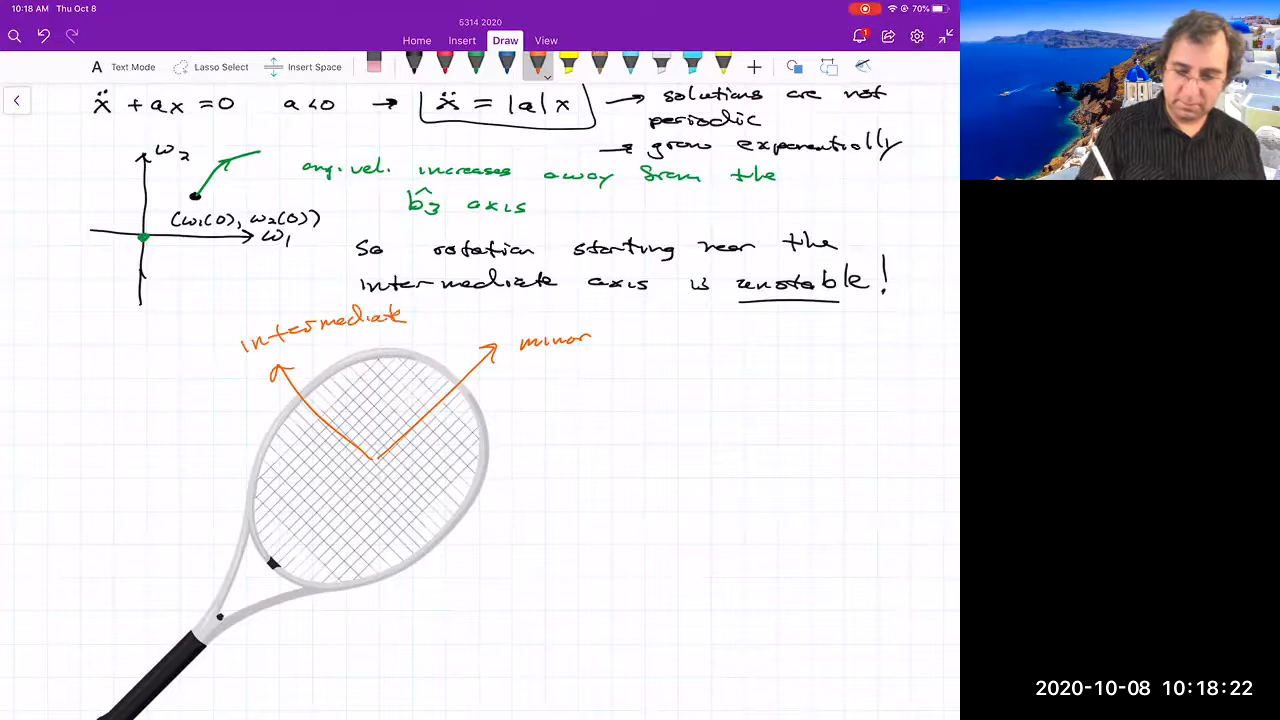 10:18 AM Thu Oct 8
70%
5314 2020
Home Insert Draw View
1
A Text Mode Lasso Select Insert Space
ẍ + ax = 0 a < 0 → ẍ = |a| x → solutions are not
periodic
→ grow exponentially
ω2
ang. vel. increases away from the
b̂3 axis
(ω1(0), ω2(0))
ω1
So rotation starting near the
intermediate axis is unstable!
intermediate
minor
2020-10-08 10:18:22